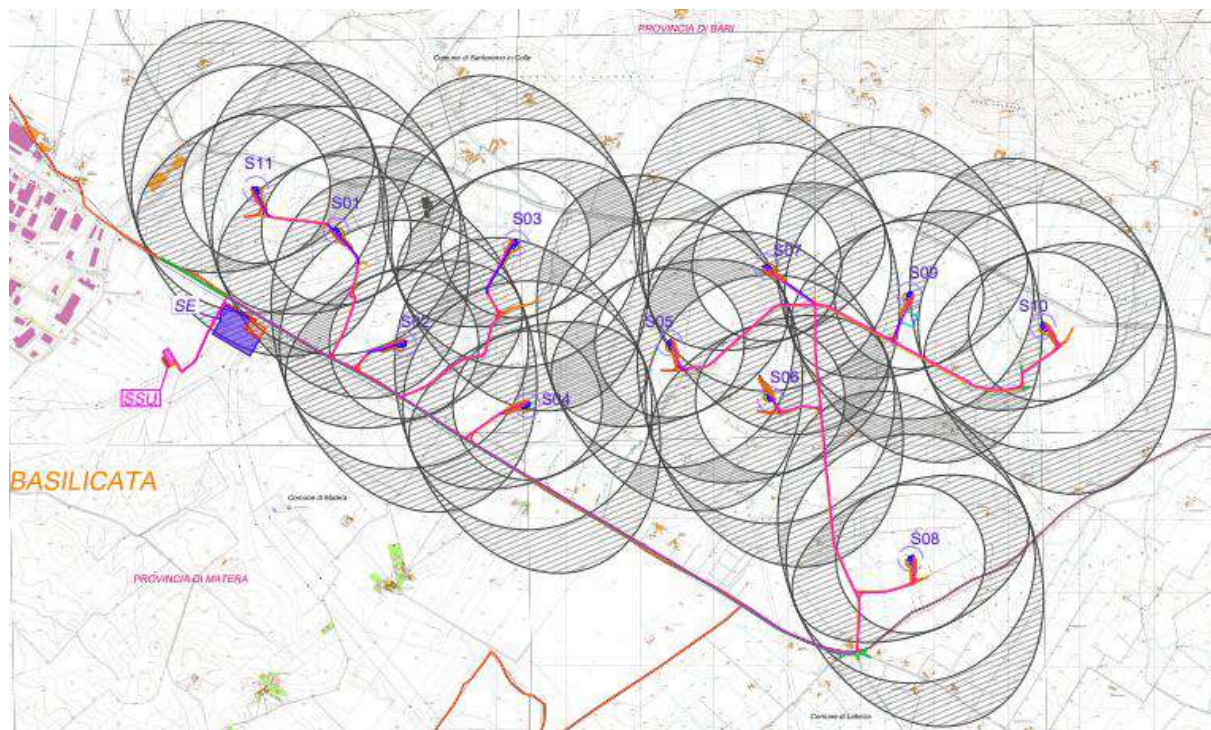 PROVINCIA DI BARI
Comune di Santeramo in Colle
S11
S01
S03
S07
S09
SE
S02
S05
S10
SSU
S06
S04
BASILICATA
Comune di Matera
S08
PROVINCIA DI MATERA
Comune di Laterza